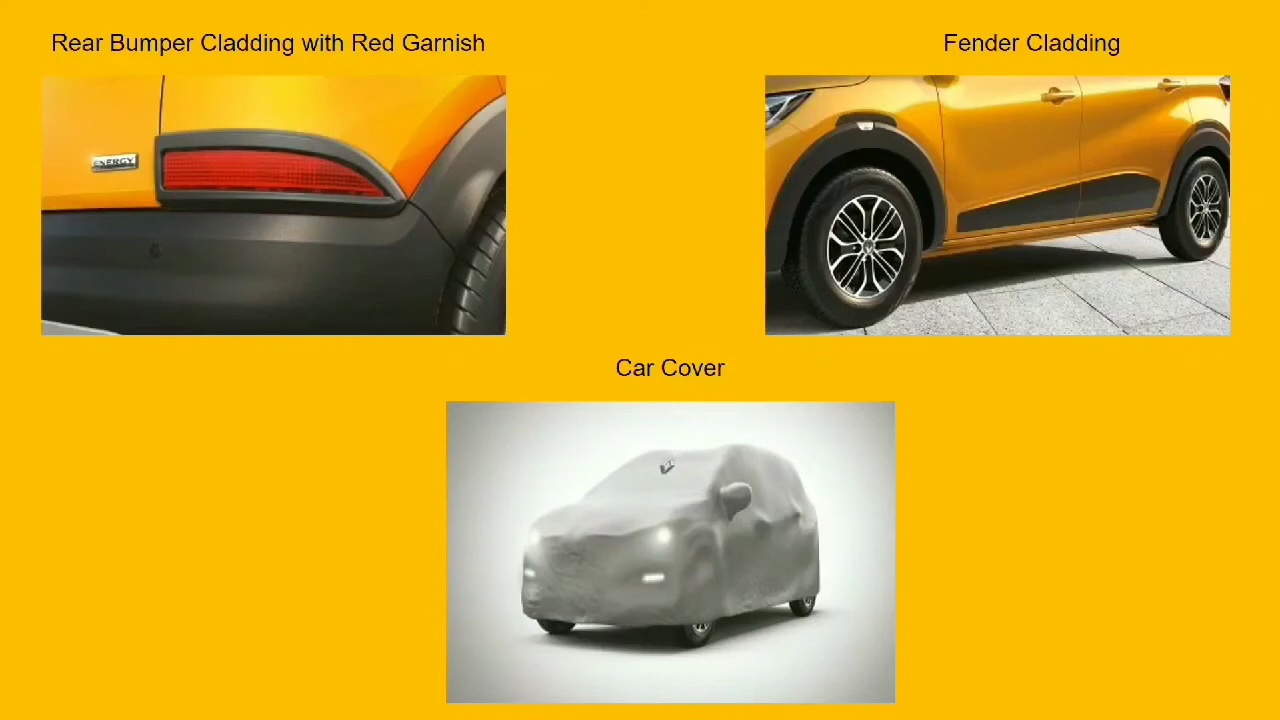 Rear Bumper Cladding with Red Garnish
Fender Cladding
ENERGY
Car Cover